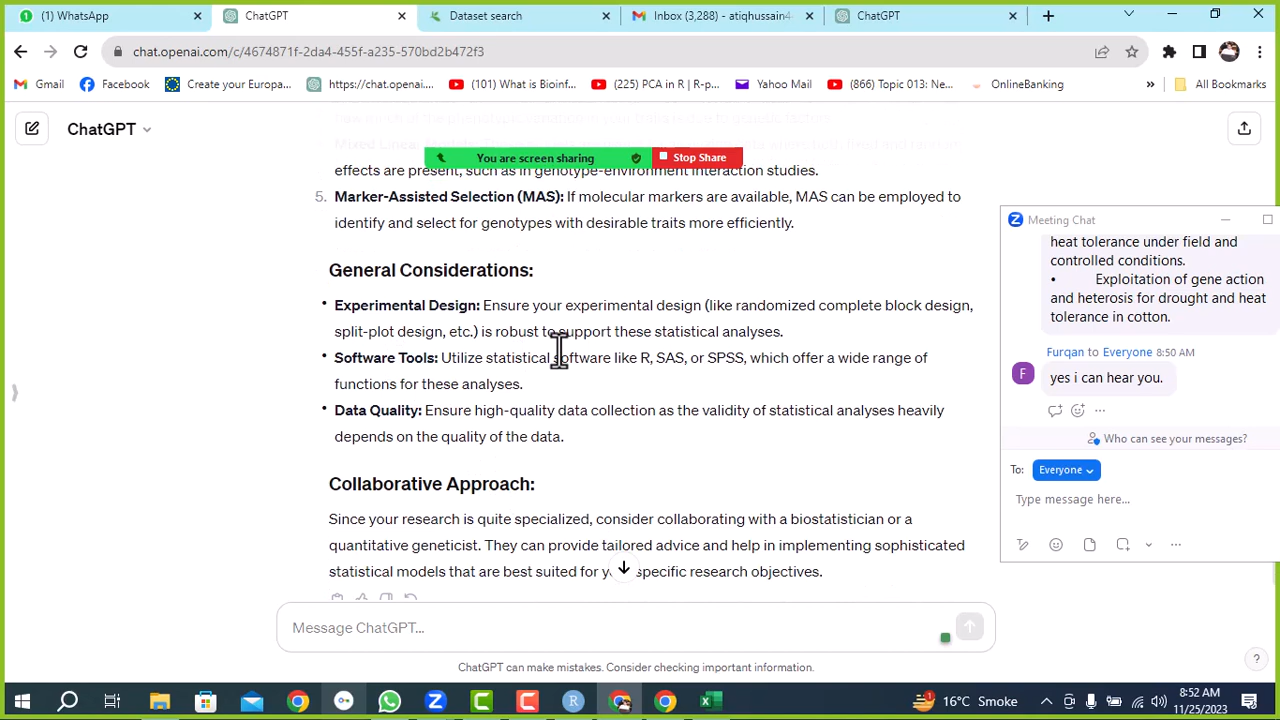 (1) WhatsApp
ChatGPT
Dataset search
Inbox (3,288) - atiqhussain4
ChatGPT
chat.openai.com/c/4674871f-2da4-455f-a235-570bd2b472f3
Gmail
Facebook
Create your Europa...
https://chat.openai....
(101) What is Bioinf...
(225) PCA in R | R-p...
Yahoo Mail
(866) Topic 013: Ne...
OnlineBanking
»
All Bookmarks
ChatGPT
You are screen sharing
Stop Share
effects are present, such as in genotype-environment interaction studies.
5. Marker-Assisted Selection (MAS): If molecular markers are available, MAS can be employed to
identify and select for genotypes with desirable traits more efficiently.
General Considerations:
• Experimental Design: Ensure your experimental design (like randomized complete block design,
split-plot design, etc.) is robust to support these statistical analyses.
• Software Tools: Utilize statistical software like R, SAS, or SPSS, which offer a wide range of
functions for these analyses.
• Data Quality: Ensure high-quality data collection as the validity of statistical analyses heavily
depends on the quality of the data.
Collaborative Approach:
Since your research is quite specialized, consider collaborating with a biostatistician or a
quantitative geneticist. They can provide tailored advice and help in implementing sophisticated
statistical models that are best suited for specific research objectives.
Message ChatGPT...
ChatGPT can make mistakes. Consider checking important information.
?
Meeting Chat
heat tolerance under field and
controlled conditions.
• Exploitation of gene action
and heterosis for drought and heat
tolerance in cotton.
Furqan to Everyone 8:50 AM
F
yes i can hear you.
Who can see your messages?
To: Everyone
Type message here...
16°C Smoke
8:52 AM
11/25/2023